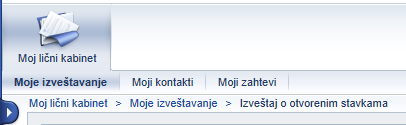 Moj lični kabinet
Moje izveštavanje Moji kontakti Moji zahtevi
Moj lični kabinet > Moje izveštavanje > Izveštaj o otvorenim stavkama